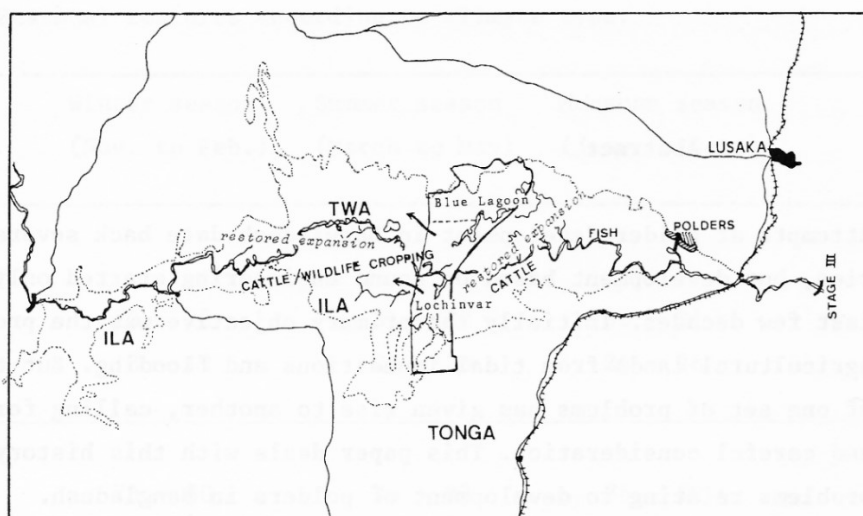 LUSAKA
Blue Lagoon
TWA
restored expansion
restored expansion
FISH
POLDERS
CATTLE/WILDLIFE CROPPING
CATTLE
STAGE III
ILA
Lochinvar
ILA
TONGA